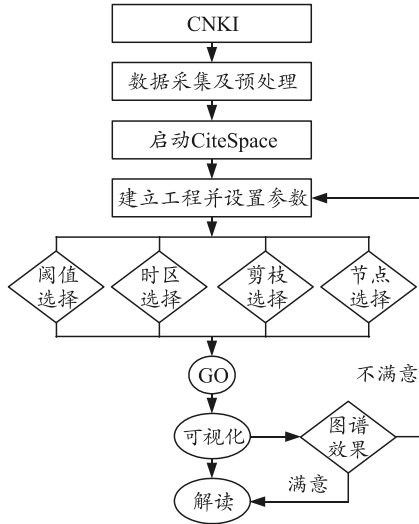 CNKI
数据采集及预处理
启动CiteSpace
建立工程并设置参数
阈值
选择
时区
选择
剪枝
选择
节点
选择
GO
不满意
可视化
图谱
效果
满意
解读